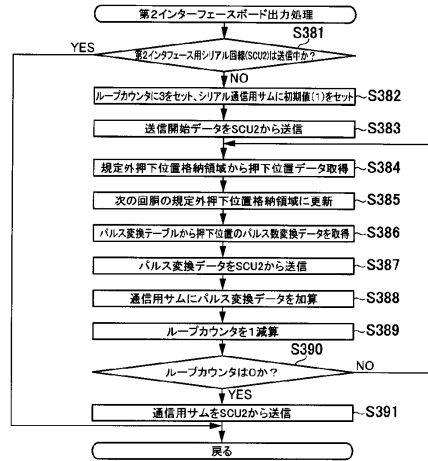 第2インターフェースボード出力処理
S381
YES
第2インタフェース用シリアル回線(SCU2)は送信中か?
NO
ループカウンタに3をセット、シリアル通信用サムに初期値(1)をセット
S382
送信開始データをSCU2から送信
S383
規定外押下位置格納領域から押下位置データ取得
S384
次の回胴の規定外押下位置格納領域に更新
S385
パルス変換テーブルから押下位置のパルス数変換データを取得
S386
パルス変換データをSCU2から送信
S387
通信用サムにパルス変換データを加算
S388
ループカウンタを1減算
S389
S390
ループカウンタは0か?
NO
YES
通信用サムをSCU2から送信
S391
戻る